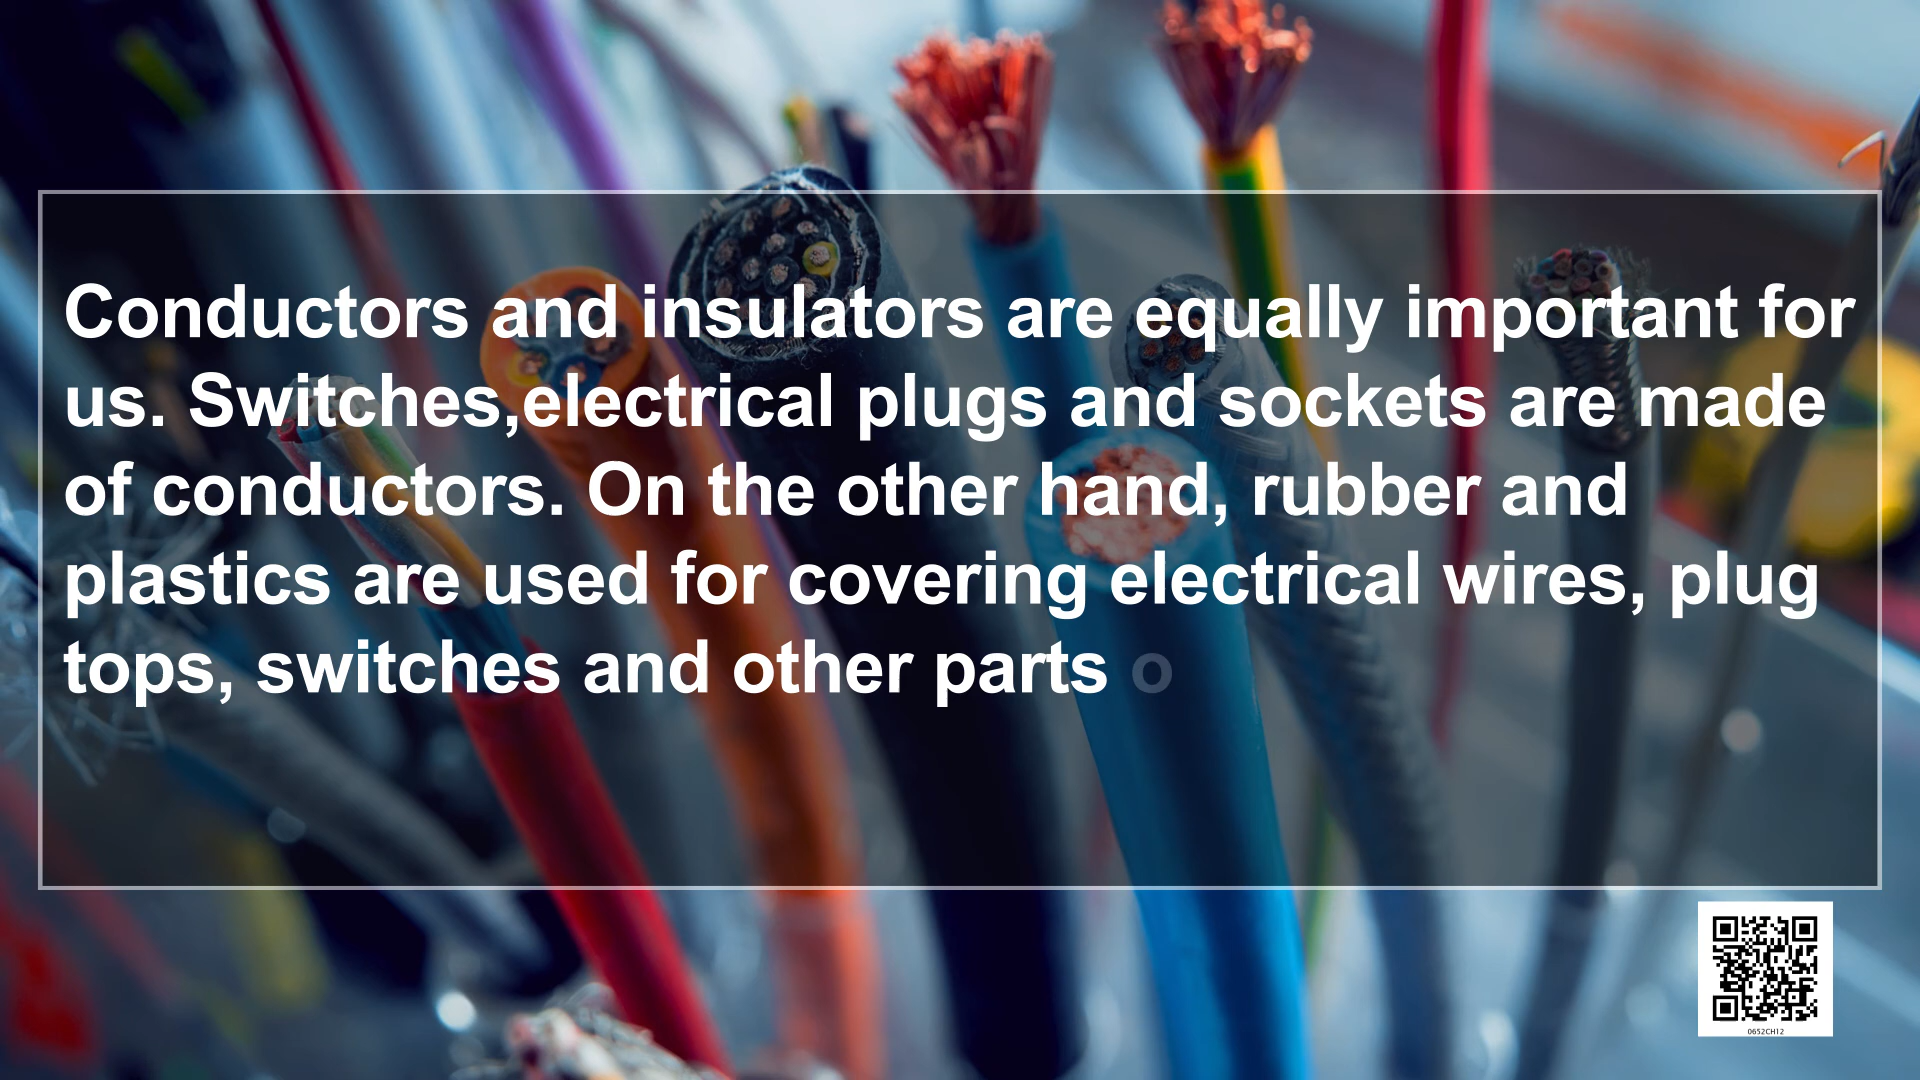 Conductors and insulators are equally important for
us. Switches,electrical plugs and sockets are made
of conductors. On the other hand, rubber and
plastics are used for covering electrical wires, plug
tops, switches and other parts o
0652CH12